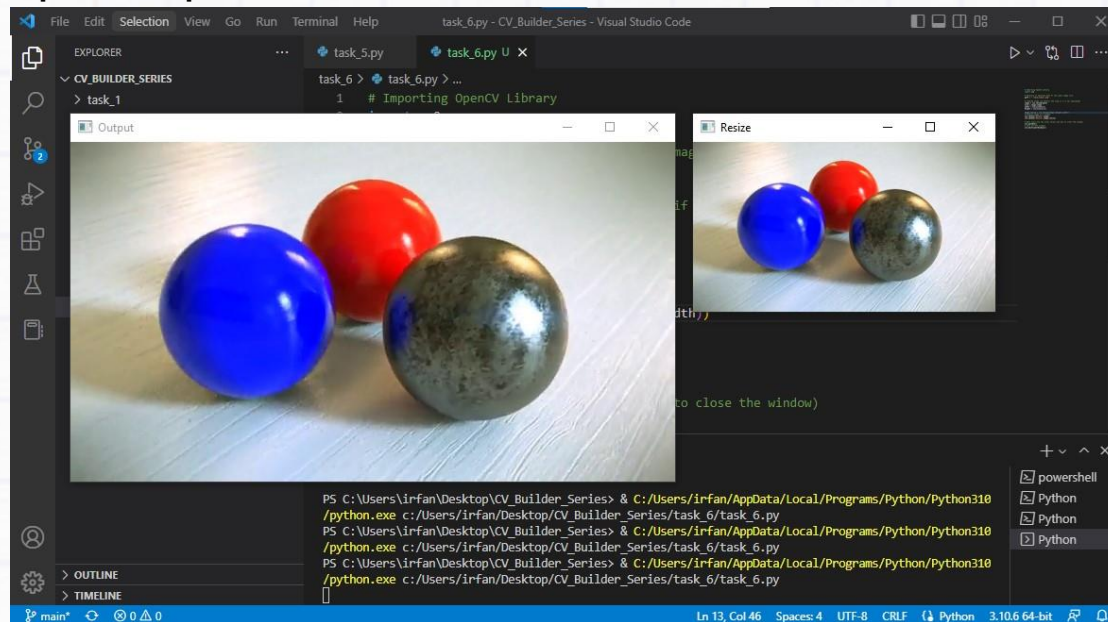 File Edit Selection View Go Run Terminal Help task_6.py - CV_Builder_Series - Visual Studio Code
EXPLORER ... task_5.py task_6.py U
CV_BUILDER_SERIES task_6 > task_6.py > ...
> task_1 1 # Importing OpenCV Library
Output Resize
if
dth))
to close the window)
PS C:\Users\irfan\Desktop\CV_Builder_Series> & C:/Users/irfan/AppData/Local/Programs/Python/Python310
/python.exe c:/Users/irfan/Desktop/CV_Builder_Series/task_6/task_6.py
PS C:\Users\irfan\Desktop\CV_Builder_Series> & C:/Users/irfan/AppData/Local/Programs/Python/Python310
/python.exe c:/Users/irfan/Desktop/CV_Builder_Series/task_6/task_6.py
PS C:\Users\irfan\Desktop\CV_Builder_Series> & C:/Users/irfan/AppData/Local/Programs/Python/Python310
/python.exe c:/Users/irfan/Desktop/CV_Builder_Series/task_6/task_6.py
powershell
Python
Python
Python
2
> OUTLINE
> TIMELINE
main* 0 0 Ln 13, Col 46 Spaces: 4 UTF-8 CRLF Python 3.10.6 64-bit